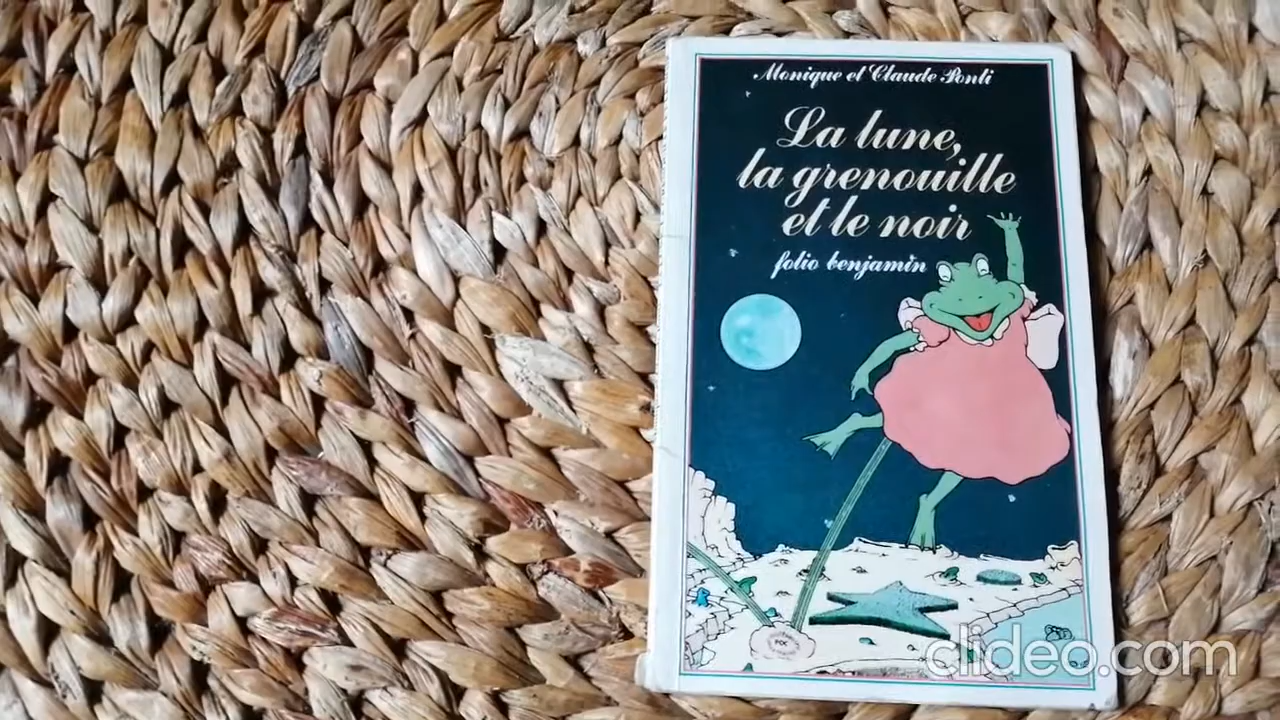 Monique et Claude Ponti
La lune,
la grenouille
et le noir
folio benjamin
clideo.com